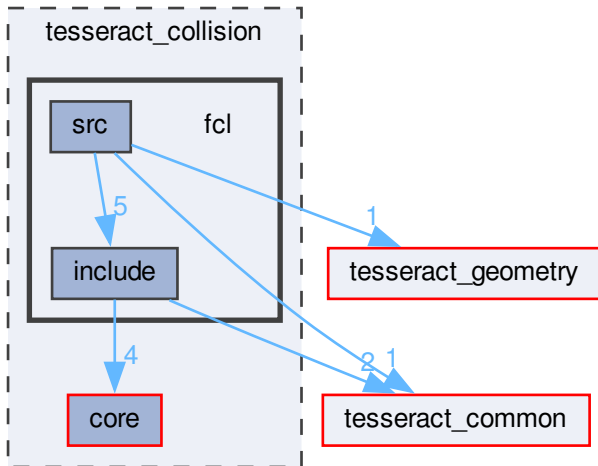 tesseract_collision
src
fcl
5
1
include
tesseract_geometry
4
2
1
core
tesseract_common